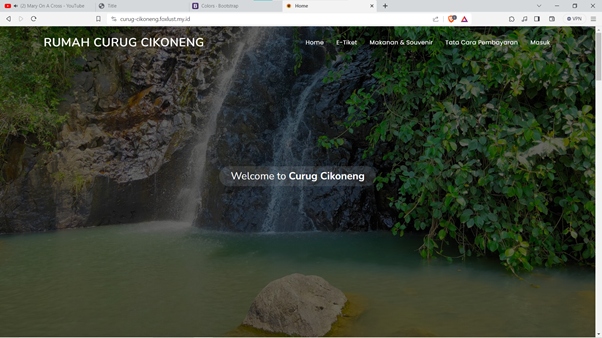 (2) Mary On A Cross - YouTube
Title
Colors · Bootstrap
Home
curug-cikoneng.foxlust.my.id
VPN
RUMAH CURUG CIKONENG
Home
E-Tiket
Makanan & Souvenir
Tata Cara Pembayaran
Masuk
Welcome to Curug Cikoneng